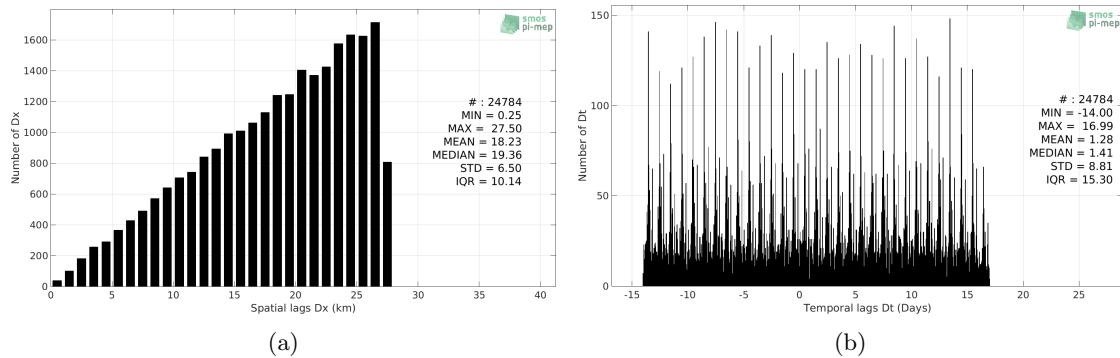 1600
1400
1200
1000
800
600
400
200
0
Number of Dx
0 5 10 15 20 25 30 35 40
Spatial lags Dx (km)
smos
pi-mep
# : 24784
MIN = 0.25
MAX = 27.50
MEAN = 18.23
MEDIAN = 19.36
STD = 6.50
IQR = 10.14
(a)
150
100
50
0
Number of Dt
-15 -10 -5 0 5 10 15 20 25
Temporal lags Dt (Days)
smos
pi-mep
# : 24784
MIN = -14.00
MAX = 16.99
MEAN = 1.28
MEDIAN = 1.41
STD = 8.81
IQR = 15.30
(b)